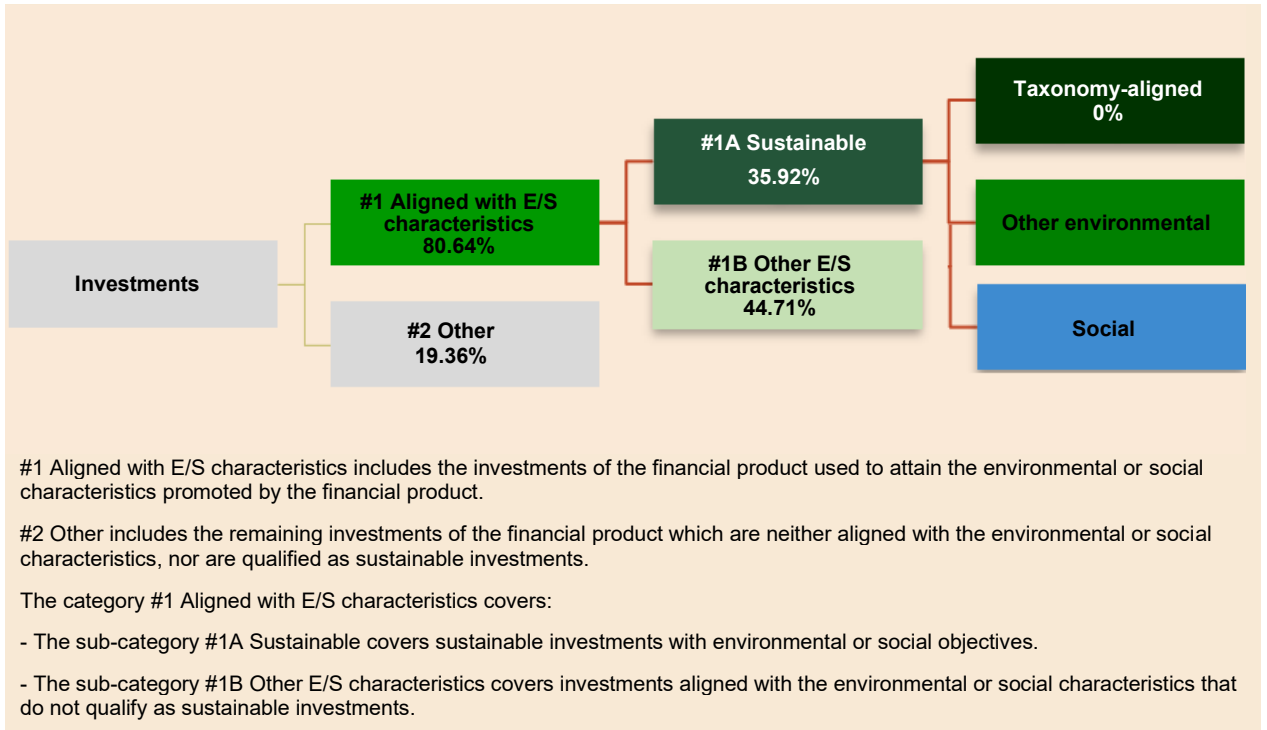 Investments
#1 Aligned with E/S
characteristics
80.64%
#2 Other
19.36%
#1A Sustainable
35.92%
#1B Other E/S
characteristics
44.71%
Taxonomy-aligned
0%
Other environmental
Social
#1 Aligned with E/S characteristics includes the investments of the financial product used to attain the environmental or social
characteristics promoted by the financial product.
#2 Other includes the remaining investments of the financial product which are neither aligned with the environmental or social
characteristics, nor are qualified as sustainable investments.
The category #1 Aligned with E/S characteristics covers:
- The sub-category #1A Sustainable covers sustainable investments with environmental or social objectives.
- The sub-category #1B Other E/S characteristics covers investments aligned with the environmental or social characteristics that
do not qualify as sustainable investments.